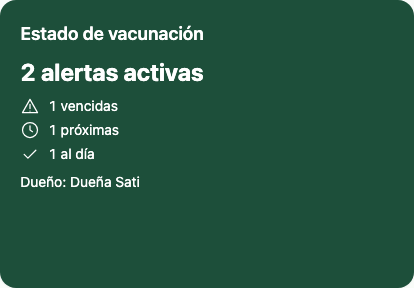 Estado de vacunación
2 alertas activas
1 vencidas
1 próximas
1 al día
Dueño: Dueña Sati